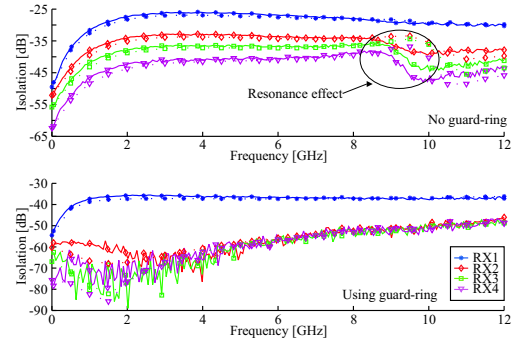 -25
-35
-45
-55
-65
Isolation [dB]
Resonance effect
0 2 4 6 8 10 12
Frequency [GHz]
No guard-ring
-30
-40
-50
-60
-70
-80
-90
Isolation [dB]
RX1
RX2
RX3
RX4
Using guard-ring
0 2 4 6 8 10 12
Frequency [GHz]